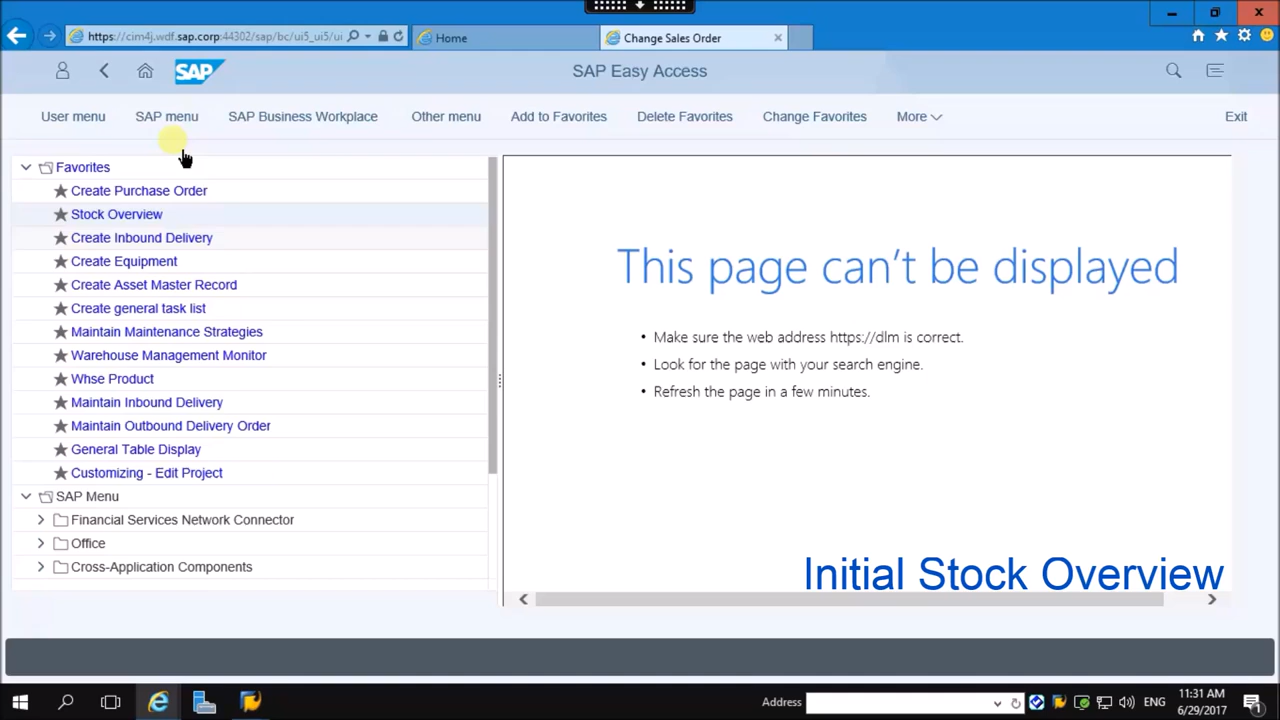 https://cim4j.wdf.sap.corp:44302/sap/bc/ui5_ui5/ui
Home
Change Sales Order
SAP
SAP Easy Access
User menu
SAP menu
SAP Business Workplace
Other menu
Add to Favorites
Delete Favorites
Change Favorites
More
Exit
Favorites
Create Purchase Order
Stock Overview
Create Inbound Delivery
Create Equipment
Create Asset Master Record
Create general task list
Maintain Maintenance Strategies
Warehouse Management Monitor
Whse Product
Maintain Inbound Delivery
Maintain Outbound Delivery Order
General Table Display
Customizing - Edit Project
SAP Menu
Financial Services Network Connector
Office
Cross-Application Components
This page can't be displayed
• Make sure the web address https://dlm is correct.
• Look for the page with your search engine.
• Refresh the page in a few minutes.
Initial Stock Overview
Address
ENG
11:31 AM
6/29/2017
1